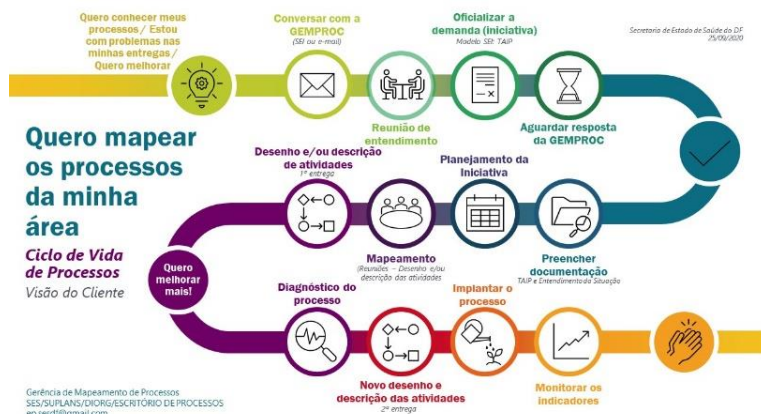 Quero conhecer meus
processos / Estou
com problemas nas
minhas entregas /
Quero melhorar
Conversar com a
GEMPROC
(SEI ou e-mail)
Reunião de
entendimento
Oficializar a
demanda (iniciativa)
Modelo SEI: TAIP
Aguardar resposta
da GEMPROC
Secretaria de Estado de Saúde do DF
25/09/2020
Quero mapear
os processos
da minha
área
Ciclo de Vida
de Processos
Visão do Cliente
Desenho e/ou descrição
de atividades
1ª entrega
Mapeamento
(Reuniões – Desenho e/ou
descrição das atividades
Planejamento da
Iniciativa
Preencher
documentação
TAIP e Entendimento da Situação
Quero
melhorar
mais!
Diagnóstico do
processo
Novo desenho e
descrição das atividades
2ª entrega
Implantar o
processo
Monitorar os
indicadores
Gerência de Mapeamento de Processos
SES/SUPLANS/DIORG/ESCRITÓRIO DE PROCESSOS